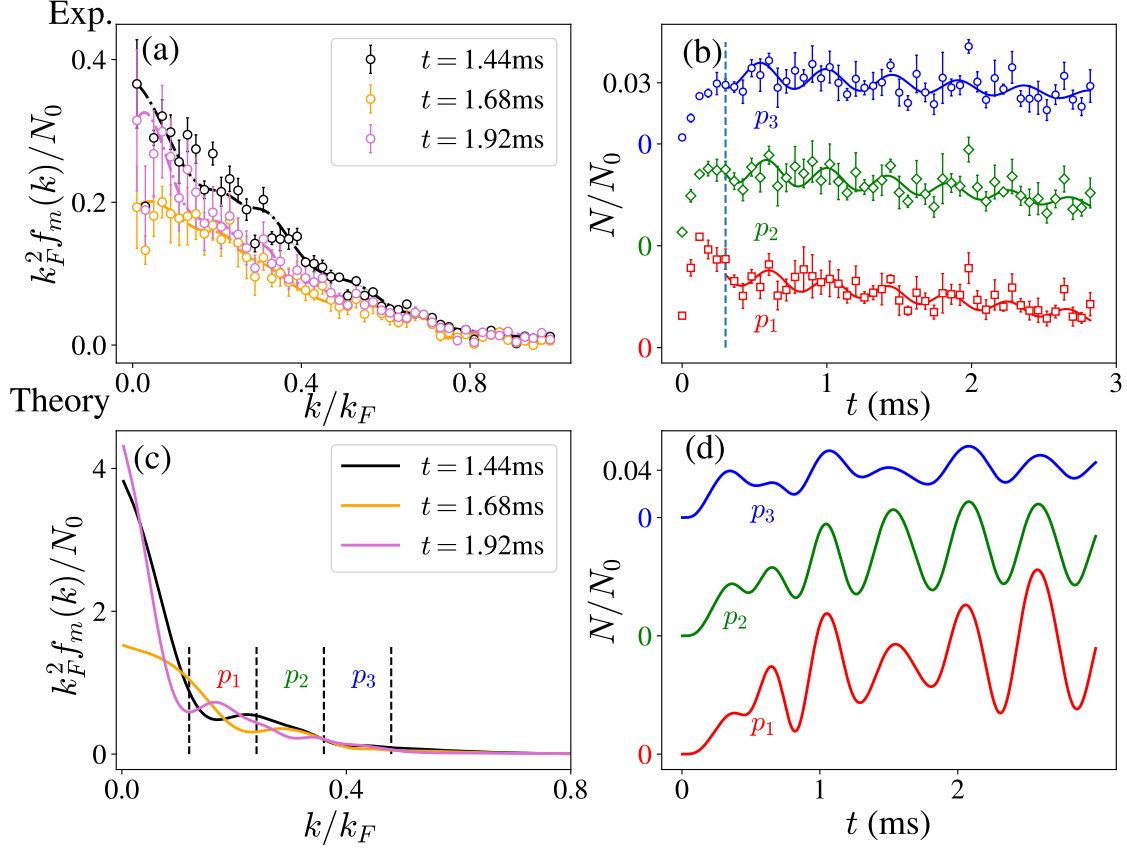 Exp.
(a)
t = 1.44ms
t = 1.68ms
t = 1.92ms
k_F^2 f_m(k)/N_0
0.4
0.2
0.0
0.0 0.4 0.8
k/k_F
(b)
N/N_0
0.03
0
0
0
p_3
p_2
p_1
0 1 2 3
t (ms)
Theory
(c)
t = 1.44ms
t = 1.68ms
t = 1.92ms
k_F^2 f_m(k)/N_0
4
2
0
p_1 p_2 p_3
0.0 0.4 0.8
k/k_F
(d)
N/N_0
0.04
0
0
0
p_3
p_2
p_1
0 1 2
t (ms)